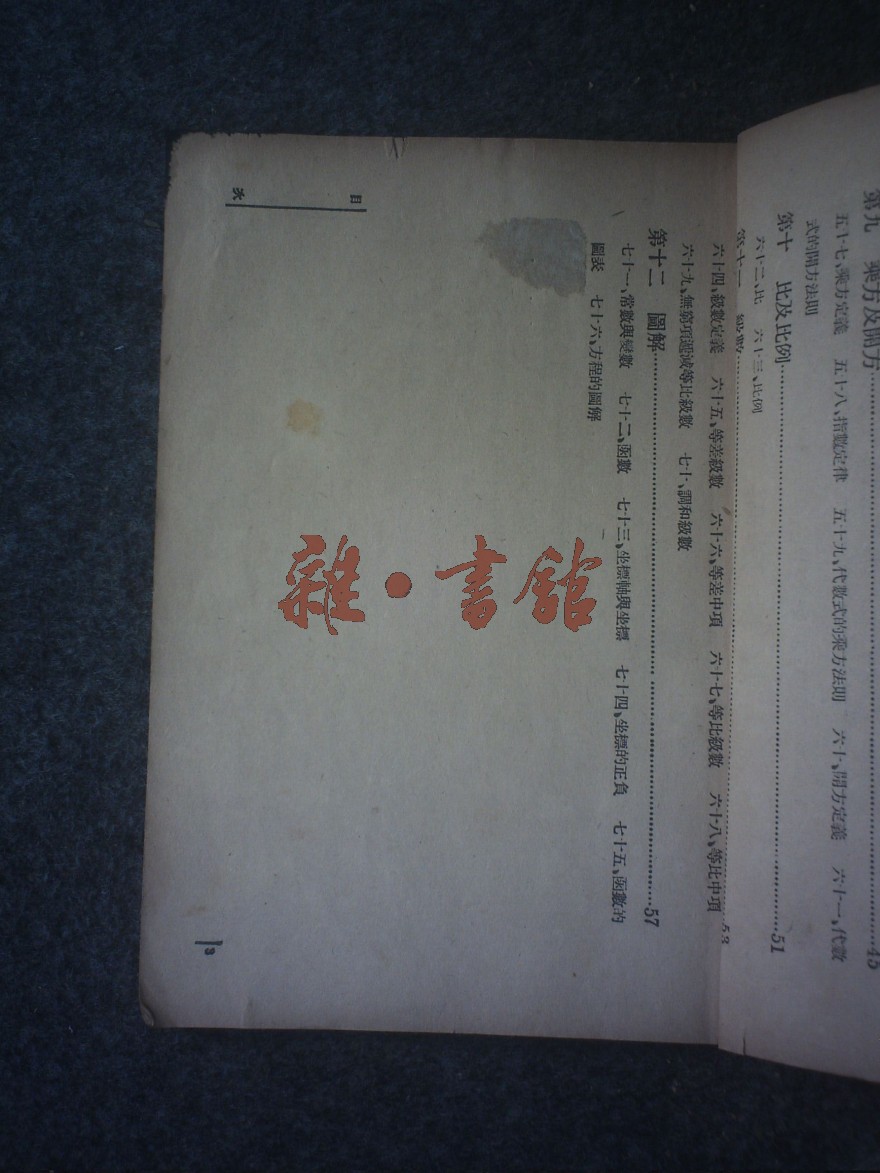 第九　乘方及開方……45
五十七、乘方定義　五十八、指數定律　五十九、代數式的乘方法則　六十、開方定義　六十一、代數
式的開方法則
第十　比及比例……51
六十二、比　六十三、比例
第十一　級數……53
六十四、級數定義　六十五、等差級數　六十六、等差中項　六十七、等比級數　六十八、等比中項
六十九、無窮項遞減等比級數　七十、調和級數
第十二　圖解……57
七十一、常數與變數　七十二、函數　七十三、坐標軸與坐標　七十四、坐標的正負　七十五、函數的
圖表　七十六、方程的圖解
目次
3
雜·書館